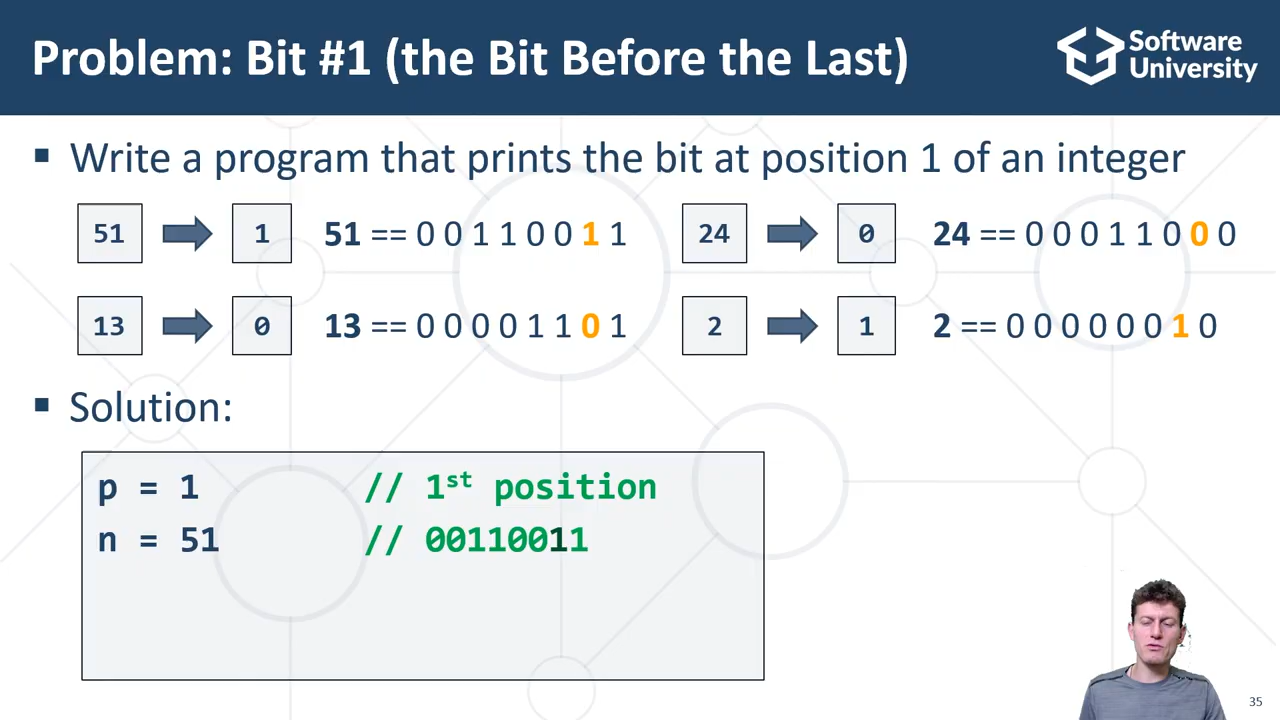 Problem: Bit #1 (the Bit Before the Last)
Software
University
▪ Write a program that prints the bit at position 1 of an integer
51 1 51 == 0 0 1 1 0 0 1 1 24 0 24 == 0 0 0 1 1 0 0 0
13 0 13 == 0 0 0 0 1 1 0 1 2 1 2 == 0 0 0 0 0 0 1 0
▪ Solution:
p = 1 // 1st position
n = 51 // 00110011
35